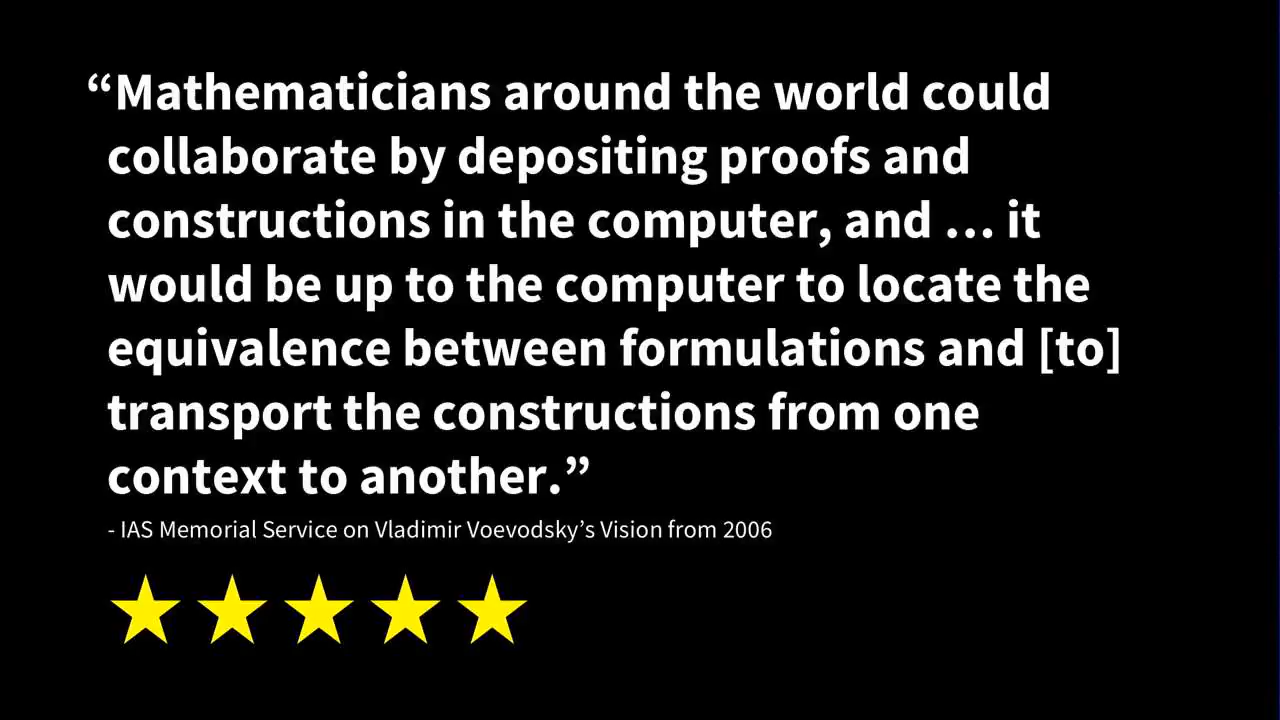 “Mathematicians around the world could
collaborate by depositing proofs and
constructions in the computer, and … it
would be up to the computer to locate the
equivalence between formulations and [to]
transport the constructions from one
context to another.”
- IAS Memorial Service on Vladimir Voevodsky’s Vision from 2006